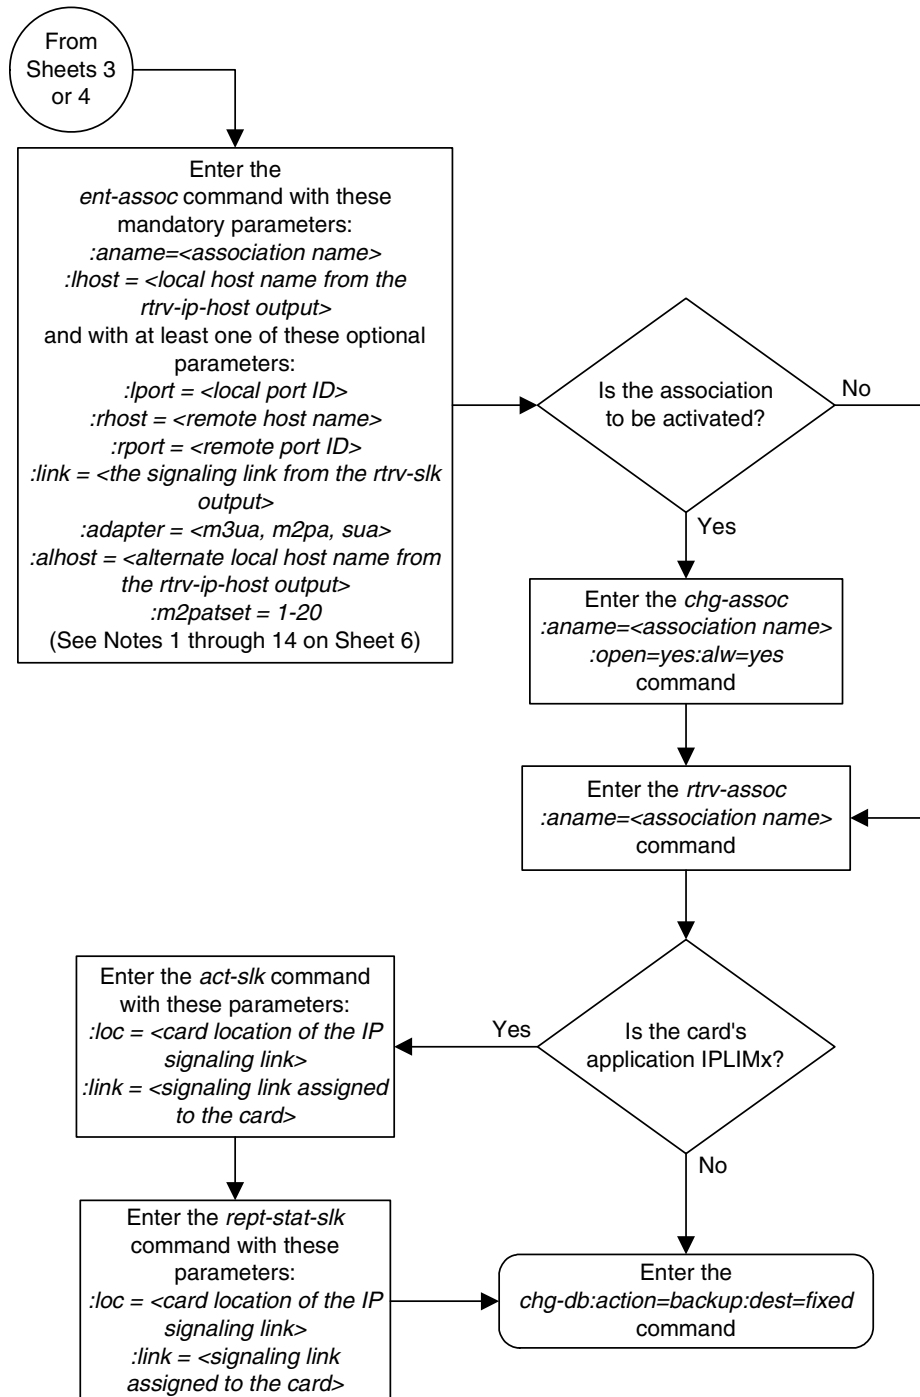 From
Sheets 3
or 4
Enter the
ent-assoc command with these
mandatory parameters:
:aname=<association name>
:lhost = <local host name from the
rtrv-ip-host output>
and with at least one of these optional
parameters:
:lport = <local port ID>
:rhost = <remote host name>
:rport = <remote port ID>
:link = <the signaling link from the rtrv-slk
output>
:adapter = <m3ua, m2pa, sua>
:alhost = <alternate local host name from
the rtrv-ip-host output>
:m2patset = 1-20
(See Notes 1 through 14 on Sheet 6)
Is the association
to be activated?
No
Yes
Enter the chg-assoc
:aname=<association name>
:open=yes:alw=yes
command
Enter the rtrv-assoc
:aname=<association name>
command
Is the card's
application IPLIMx?
Yes
No
Enter the act-slk command
with these parameters:
:loc = <card location of the IP
signaling link>
:link = <signaling link assigned
to the card>
Enter the rept-stat-slk
command with these
parameters:
:loc = <card location of the IP
signaling link>
:link = <signaling link
assigned to the card>
Enter the
chg-db:action=backup:dest=fixed
command